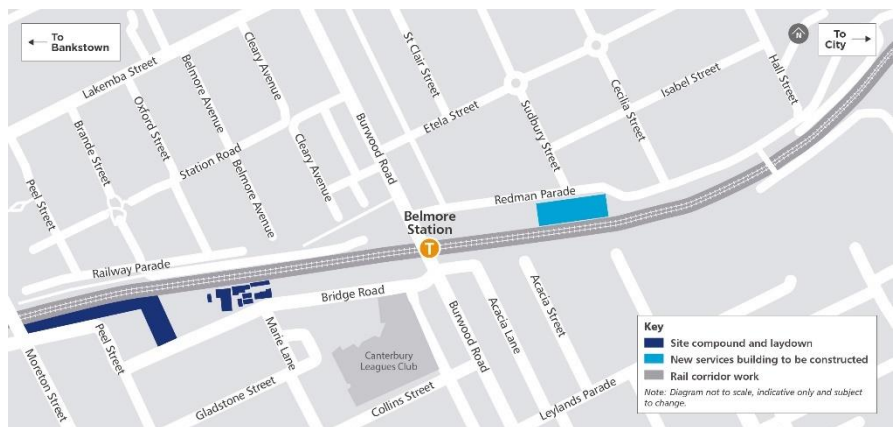 To
Bankstown
N
To
City
Lakemba Street
Brande Street
Peel Street
Oxford Street
Belmore Avenue
Cleary Avenue
Station Road
Belmore Avenue
Cleary Avenue
Burwood Road
St Clair Street
Etela Street
Sudbury Street
Cecilia Street
Isabel Street
Hall Street
Redman Parade
Belmore
Station
T
Railway Parade
Bridge Road
Peel Street
Moreton Street
Marie Lane
Gladstone Street
Canterbury
Leagues Club
Collins Street
Burwood Road
Acacia Lane
Acacia Street
Leylands Parade
Key
Site compound and laydown
New services building to be constructed
Rail corridor work
Note: Diagram not to scale, indicative only and subject
to change.